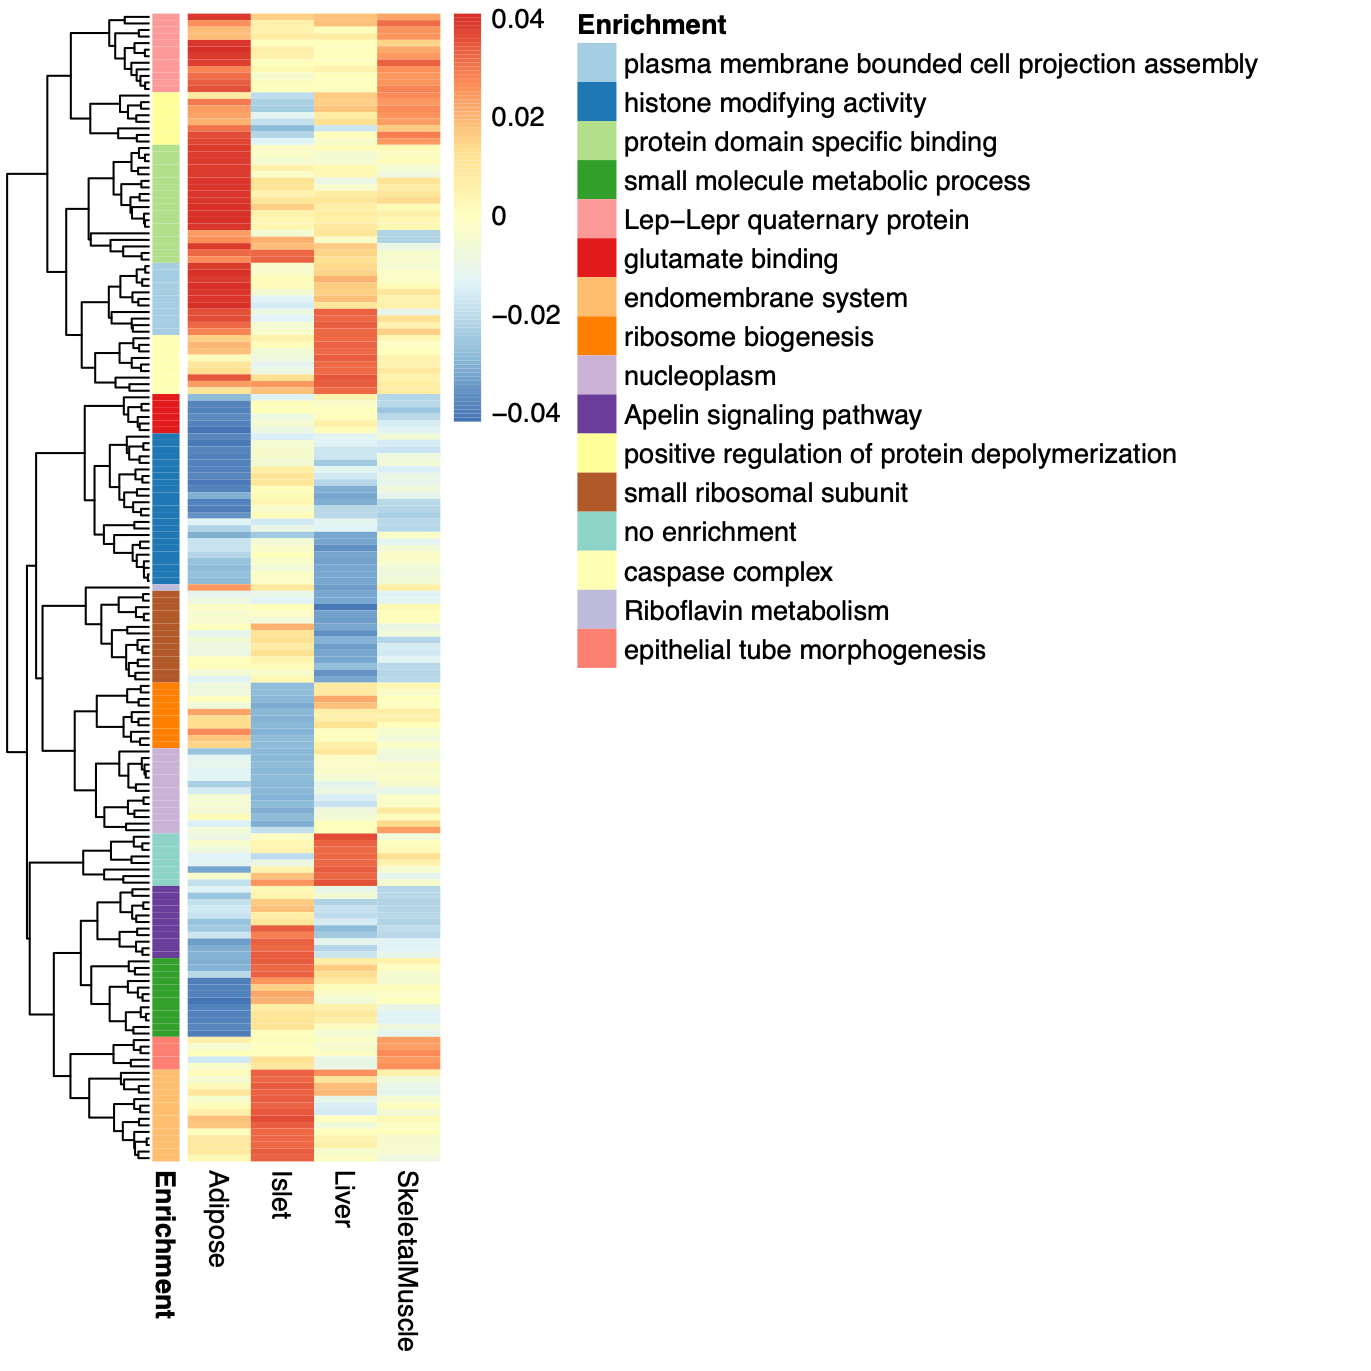 0.04
0.02
0
−0.02
−0.04
Enrichment
plasma membrane bounded cell projection assembly
histone modifying activity
protein domain specific binding
small molecule metabolic process
Lep−Lepr quaternary protein
glutamate binding
endomembrane system
ribosome biogenesis
nucleoplasm
Apelin signaling pathway
positive regulation of protein depolymerization
small ribosomal subunit
no enrichment
caspase complex
Riboflavin metabolism
epithelial tube morphogenesis
Enrichment
Adipose
Islet
Liver
SkeletalMuscle